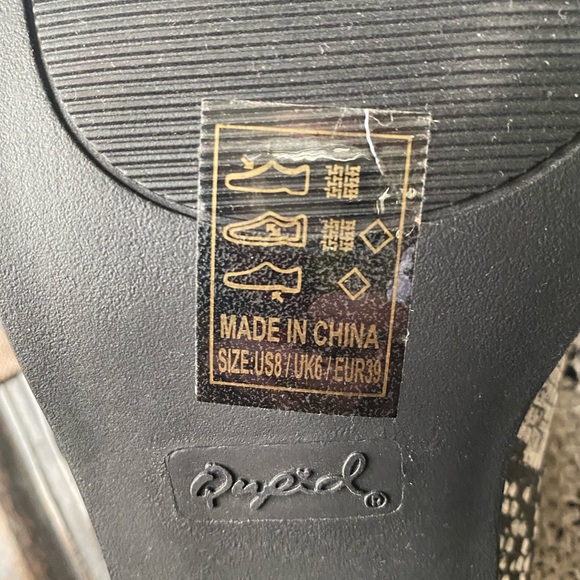 MADE IN CHINA
SIZE:US8 / UK6 / EUR39
Qupid®